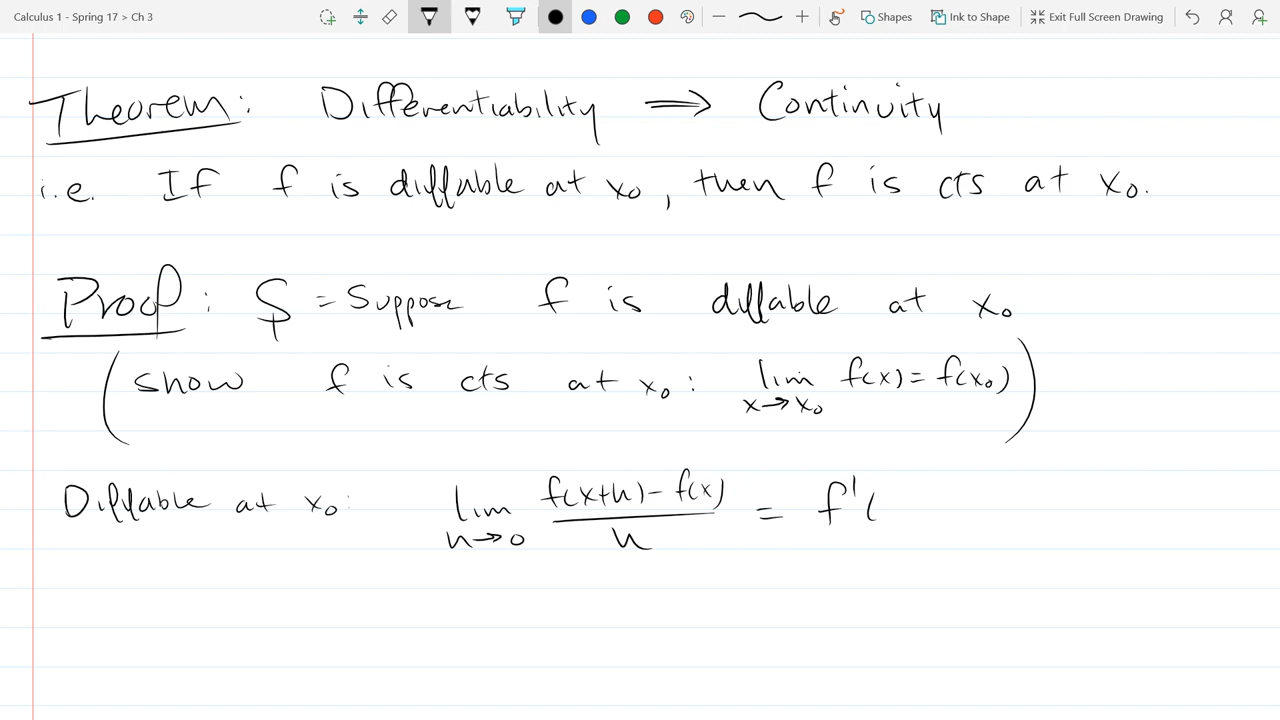 Calculus 1 - Spring 17 > Ch 3 Shapes Ink to Shape Exit Full Screen Drawing
Theorem: Differentiability ⟹ Continuity
i.e. If f is diffable at x₀, then f is cts at x₀.
Proof: $ = Suppose f is diffable at x₀
(show f is cts at x₀: lim x→x₀ f(x) = f(x₀))
Diffable at x₀: lim h→0 (f(x+h) - f(x))/h = f'(